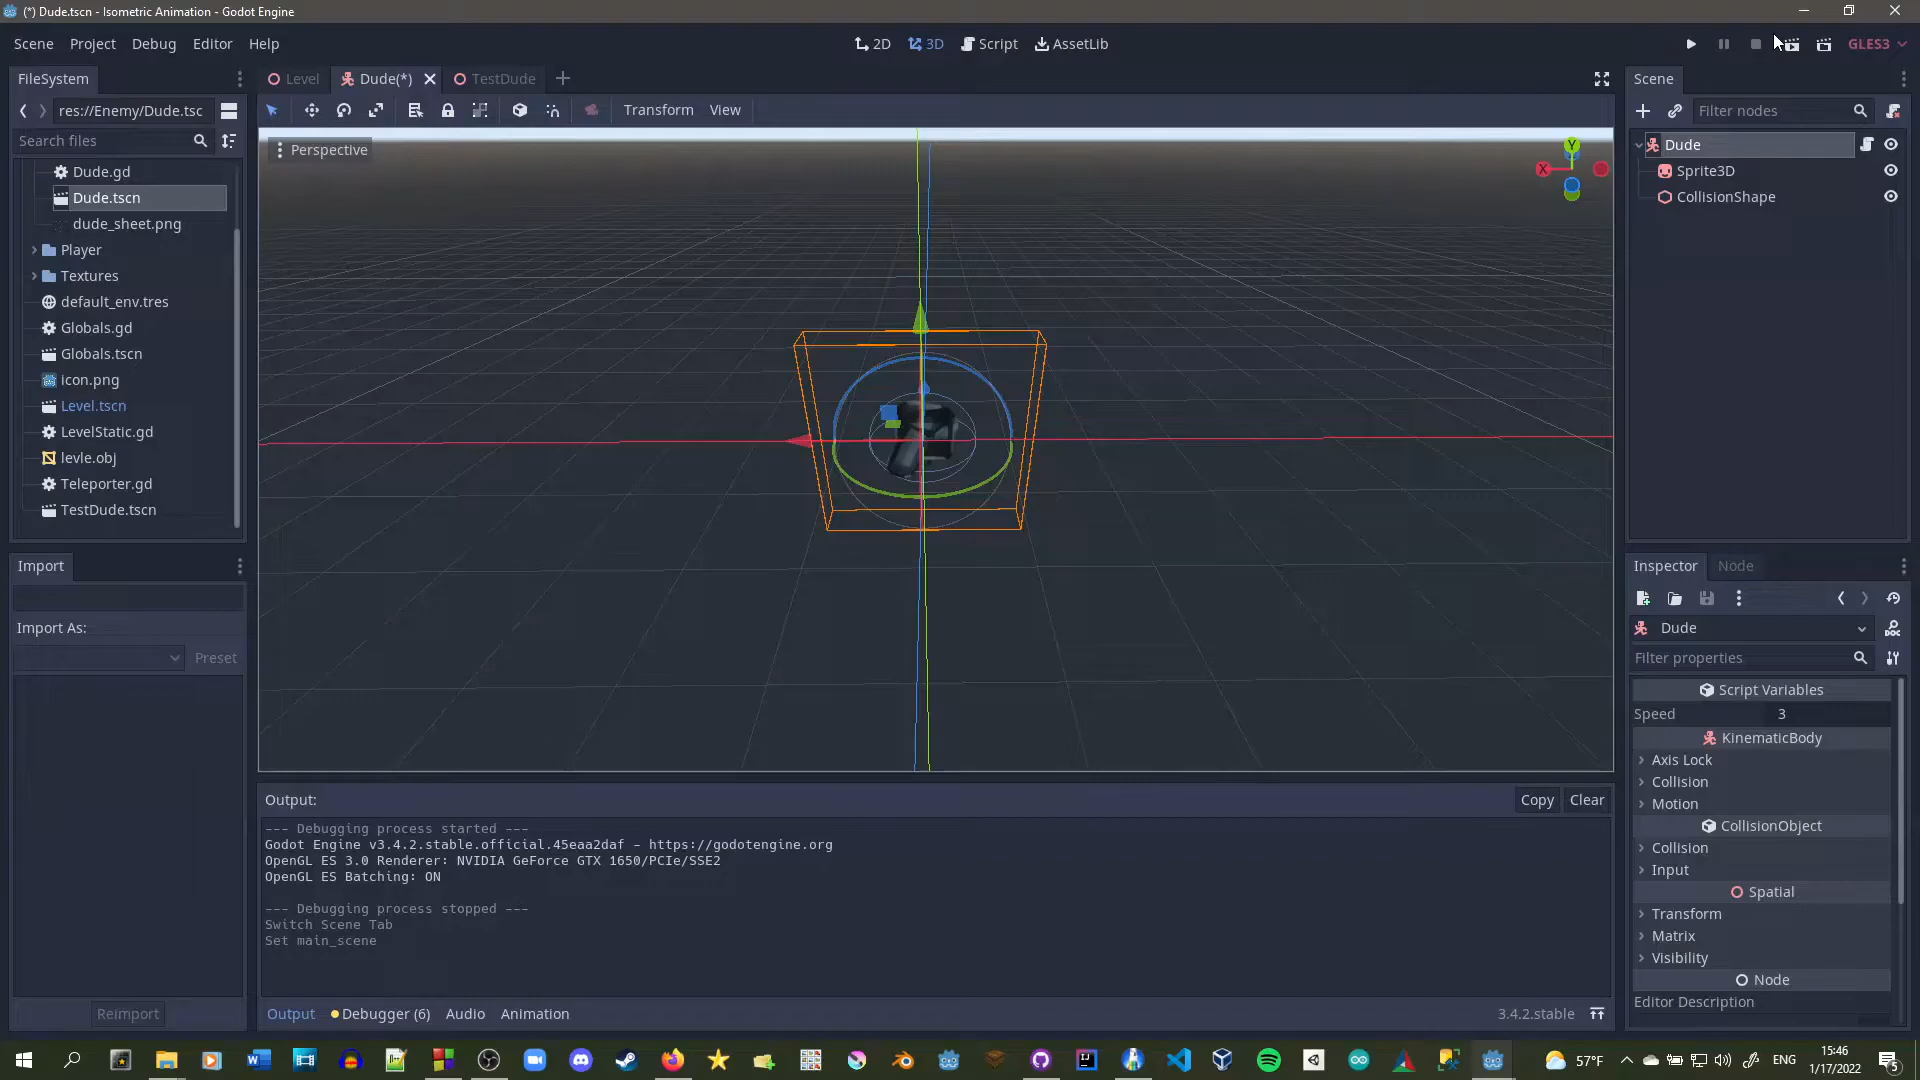 (*) Dude.tscn - Isometric Animation - Godot Engine
Scene Project Debug Editor Help
2D 3D Script AssetLib
GLES3
FileSystem
Level Dude(*) TestDude
Scene
res://Enemy/Dude.tsc
Transform View
Filter nodes
Search files
Perspective
Y
X
Dude
Sprite3D
CollisionShape
Dude.gd
Dude.tscn
dude_sheet.png
Player
Textures
default_env.tres
Globals.gd
Globals.tscn
icon.png
Level.tscn
LevelStatic.gd
levle.obj
Teleporter.gd
TestDude.tscn
Import
Import As:
Preset
Reimport
Output:
Copy Clear
--- Debugging process started ---
Godot Engine v3.4.2.stable.official.45eaa2daf - https://godotengine.org
OpenGL ES 3.0 Renderer: NVIDIA GeForce GTX 1650/PCIe/SSE2
OpenGL ES Batching: ON
--- Debugging process stopped ---
Switch Scene Tab
Set main_scene
Output Debugger (6) Audio Animation
3.4.2.stable
Inspector Node
Dude
Filter properties
Script Variables
Speed 3
KinematicBody
Axis Lock
Collision
Motion
CollisionObject
Collision
Input
Spatial
Transform
Matrix
Visibility
Node
Editor Description
57°F
ENG
15:46
1/17/2022
5